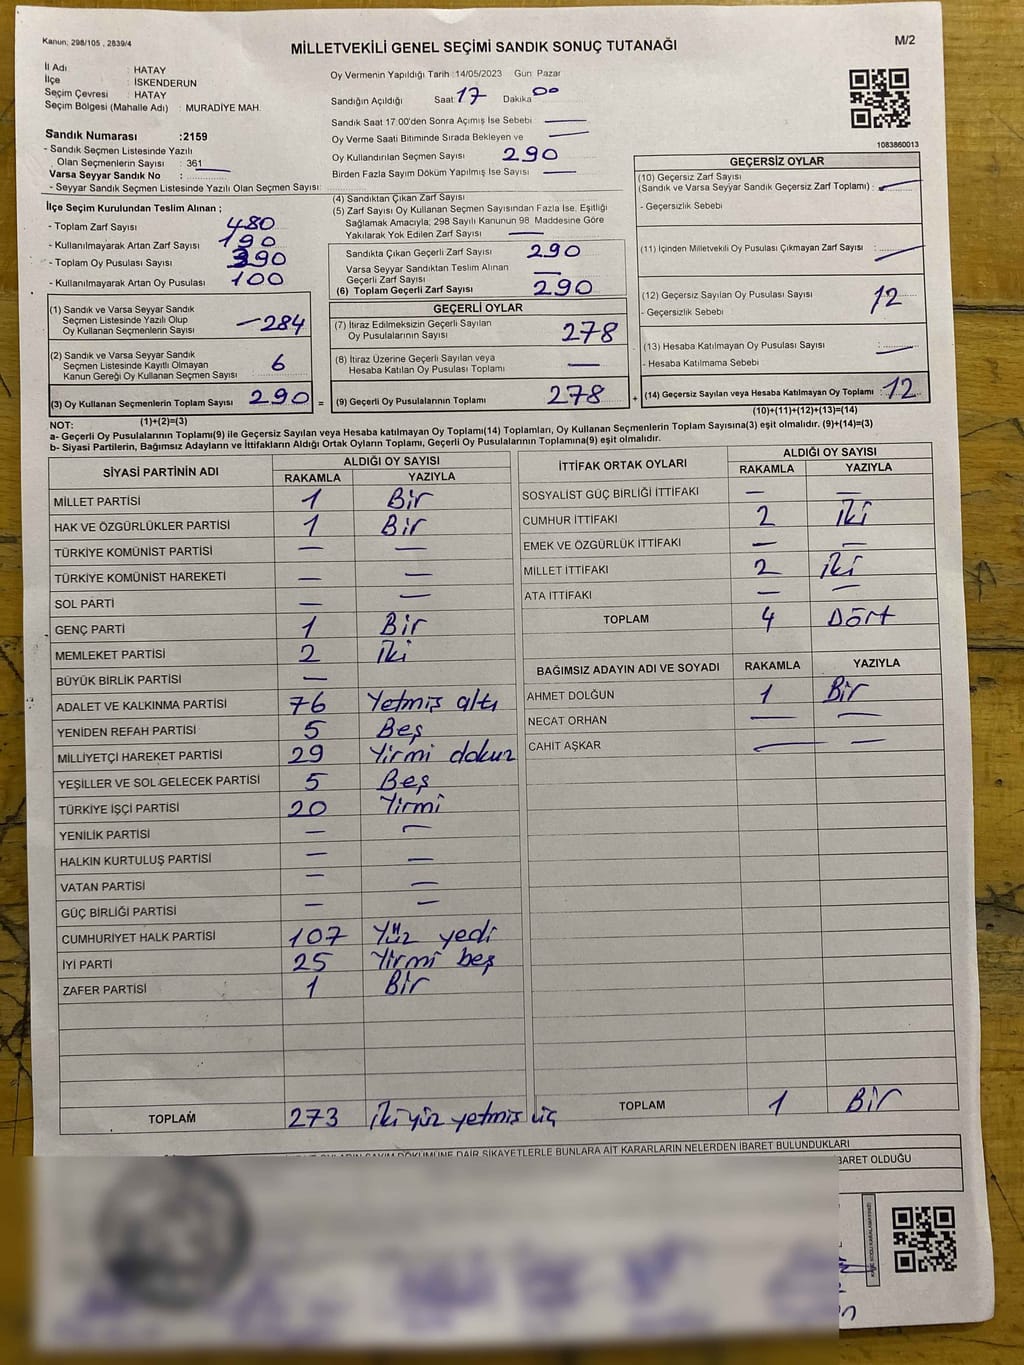 Kanun: 298/105 , 2839/4
MİLLETVEKİLİ GENEL SEÇİMİ SANDIK SONUÇ TUTANAĞI
M/2
İl Adı : HATAY
İlçe : İSKENDERUN
Seçim Çevresi : HATAY
Seçim Bölgesi (Mahalle Adı) : MURADİYE MAH.
Sandık Numarası :2159
- Sandık Seçmen Listesinde Yazılı
Olan Seçmenlerin Sayısı : 361
Varsa Seyyar Sandık No :
- Seyyar Sandık Seçmen Listesinde Yazılı Olan Seçmen Sayısı:
Oy Vermenin Yapıldığı Tarih :14/05/2023 Gün: Pazar
Sandığın Açıldığı Saat 17 Dakika 00
Sandık Saat 17:00'den Sonra Açımış İse Sebebi —
Oy Verme Saati Bitiminde Sırada Bekleyen ve —
Oy Kullandırılan Seçmen Sayısı 290
Birden Fazla Sayım Döküm Yapılmış İse Sayısı —
1083860013
İlçe Seçim Kurulundan Teslim Alınan ;
- Toplam Zarf Sayısı 480
- Kullanılmayarak Artan Zarf Sayısı 190
- Toplam Oy Pusulası Sayısı 390
- Kullanılmayarak Artan Oy Pusulası 100
(1) Sandık ve Varsa Seyyar Sandık
Seçmen Listesinde Yazılı Olup
Oy Kullanan Seçmenlerin Sayısı — 284
(2) Sandık ve Varsa Seyyar Sandık
Seçmen Listesinde Kayıtlı Olmayan
Kanun Gereği Oy Kullanan Seçmen Sayısı 6
(3) Oy Kullanan Seçmenlerin Toplam Sayısı 290 =
(1)+(2)=(3)
(4) Sandıktan Çıkan Zarf Sayısı
(5) Zarf Sayısı Oy Kullanan Seçmen Sayısından Fazla İse, Eşitliği
Sağlamak Amacıyla; 298 Sayılı Kanunun 98 Maddesine Göre
Yakılarak Yok Edilen Zarf Sayısı —
Sandıkta Çıkan Geçerli Zarf Sayısı 290
Varsa Seyyar Sandıktan Teslim Alınan
Geçerli Zarf Sayısı —
(6) Toplam Geçerli Zarf Sayısı 290
GEÇERLİ OYLAR
(7) İtiraz Edilmeksizin Geçerli Sayılan
Oy Pusulalarının Sayısı 278
(8) İtiraz Üzerine Geçerli Sayılan veya
Hesaba Katılan Oy Pusulası Toplamı —
(9) Geçerli Oy Pusulalarının Toplamı 278 +
GEÇERSİZ OYLAR
(10) Geçersiz Zarf Sayısı
(Sandık ve Varsa Seyyar Sandık Geçersiz Zarf Toplamı) : —
- Geçersizlik Sebebi
(11) İçinden Milletvekili Oy Pusulası Çıkmayan Zarf Sayısı : —
(12) Geçersiz Sayılan Oy Pusulası Sayısı : 12
- Geçersizlik Sebebi
(13) Hesaba Katılmayan Oy Pusulası Sayısı : —
- Hesaba Katılmama Sebebi
(14) Geçersiz Sayılan veya Hesaba Katılmayan Oy Toplamı : 12
(10)+(11)+(12)+(13)=(14)
NOT:
a- Geçerli Oy Pusulalarının Toplamı(9) ile Geçersiz Sayılan veya Hesaba Katılmayan Oy Toplamı(14) Toplamları, Oy Kullanan Seçmenlerin Toplam Sayısına(3) eşit olmalıdır. (9)+(14)=(3)
b- Siyasi Partilerin, Bağımsız Adayların ve İttifakların Aldığı Ortak Oyların Toplamı, Geçerli Oy Pusulalarının Toplamına(9) eşit olmalıdır.
SİYASİ PARTİNİN ADI ALDIĞI OY SAYISI
RAKAMLA YAZIYLA
MİLLET PARTİSİ 1 Bir
HAK VE ÖZGÜRLÜKLER PARTİSİ 1 Bir
TÜRKİYE KOMÜNİST PARTİSİ — —
TÜRKİYE KOMÜNİST HAREKETİ — —
SOL PARTİ — —
GENÇ PARTİ 1 Bir
MEMLEKET PARTİSİ 2 iki
BÜYÜK BİRLİK PARTİSİ —
ADALET VE KALKINMA PARTİSİ 76 Yetmiş altı
YENİDEN REFAH PARTİSİ 5 Beş
MİLLİYETÇİ HAREKET PARTİSİ 29 Yirmi dokuz
YEŞİLLER VE SOL GELECEK PARTİSİ 5 Beş
TÜRKİYE İŞÇİ PARTİSİ 20 Yirmi
YENİLİK PARTİSİ — —
HALKIN KURTULUŞ PARTİSİ — —
VATAN PARTİSİ — —
GÜÇ BİRLİĞİ PARTİSİ — —
CUMHURİYET HALK PARTİSİ 107 Yüz yedi
İYİ PARTİ 25 Yirmi beş
ZAFER PARTİSİ 1 Bir
TOPLAM 273 iki yüz yetmiş üç
İTTİFAK ORTAK OYLARI ALDIĞI OY SAYISI
RAKAMLA YAZIYLA
SOSYALİST GÜÇ BİRLİĞİ İTTİFAKI — —
CUMHUR İTTİFAKI 2 iki
EMEK VE ÖZGÜRLÜK İTTİFAKI — —
MİLLET İTTİFAKI 2 iki
ATA İTTİFAKI — —
TOPLAM 4 Dört
BAĞIMSIZ ADAYIN ADI VE SOYADI RAKAMLA YAZIYLA
AHMET DOLĞUN 1 Bir
NECAT ORHAN — —
CAHİT AŞKAR — —
TOPLAM 1 Bir
SAYIM DÖKÜMÜNE DAİR ŞİKAYETLERLE BUNLARA AİT KARARLARIN NELERDEN İBARET BULUNDUKLARI
İBARET OLDUĞU